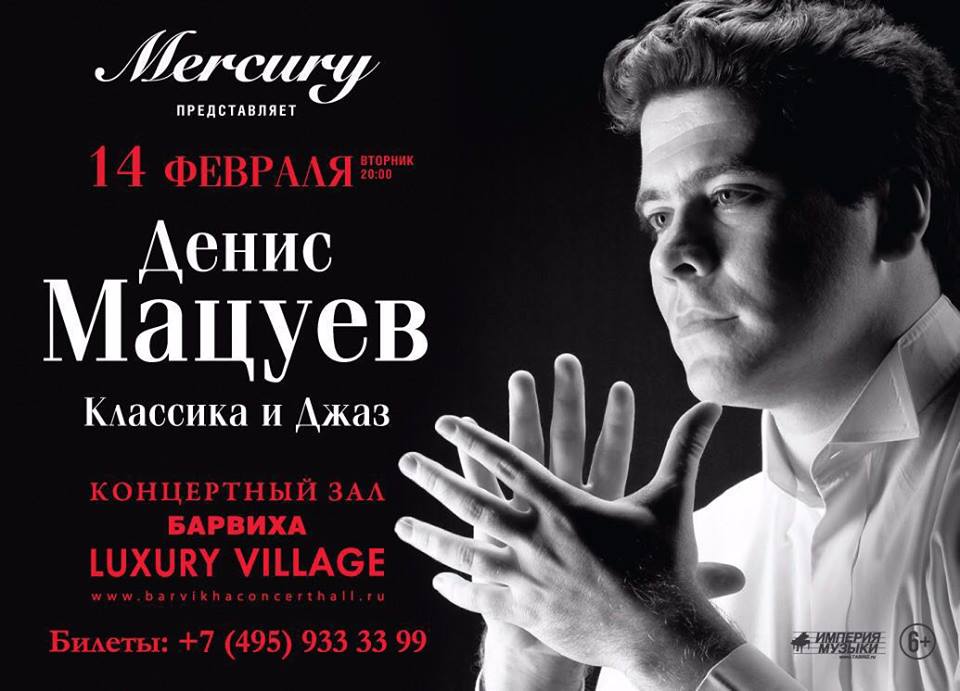 Mercury
ПРЕДСТАВЛЯЕТ
14 ФЕВРАЛЯ ВТОРНИК 20:00
Денис
Мацуев
Классика и Джаз
КОНЦЕРТНЫЙ ЗАЛ
БАРВИХА
LUXURY VILLAGE
www.barvikhaconcerthall.ru
Билеты: +7 (495) 933 33 99
ИМПЕРИЯ
МУЗЫКИ
6+